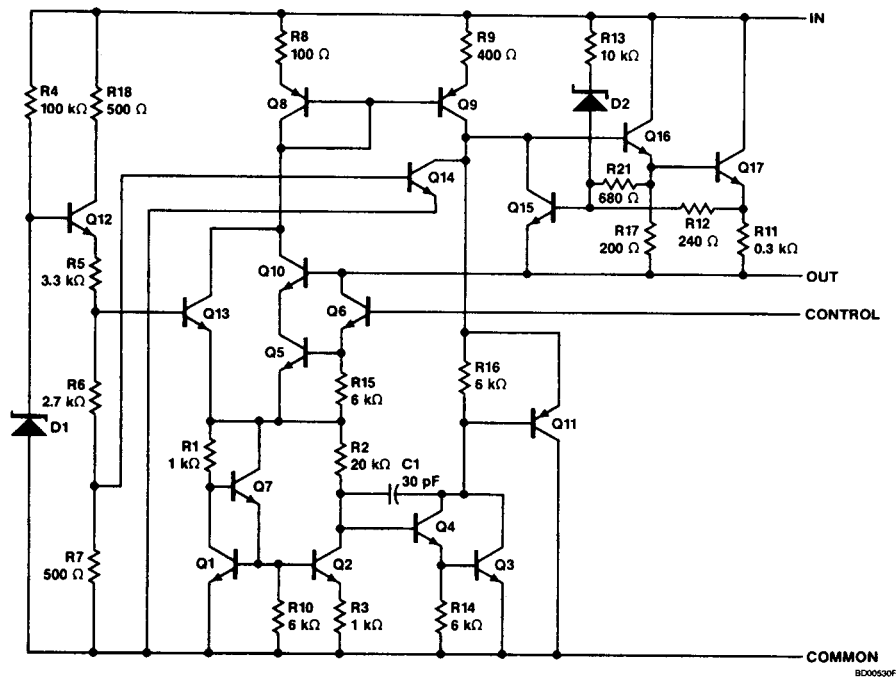 IN
R8
100 Ω
R9
400 Ω
R13
10 kΩ
R4
100 kΩ
R18
500 Ω
Q8
Q9
D2
Q16
Q17
Q14
R21
680 Ω
Q15
R12
240 Ω
R17
200 Ω
R11
0.3 kΩ
Q12
R5
3.3 kΩ
Q10
OUT
Q13
Q6
CONTROL
Q5
R15
6 kΩ
R16
6 kΩ
R6
2.7 kΩ
Q11
D1
R1
1 kΩ
R2
20 kΩ
C1
30 pF
Q7
Q4
R7
500 Ω
Q1
Q2
Q3
R10
6 kΩ
R3
1 kΩ
R14
6 kΩ
COMMON
BD00530F